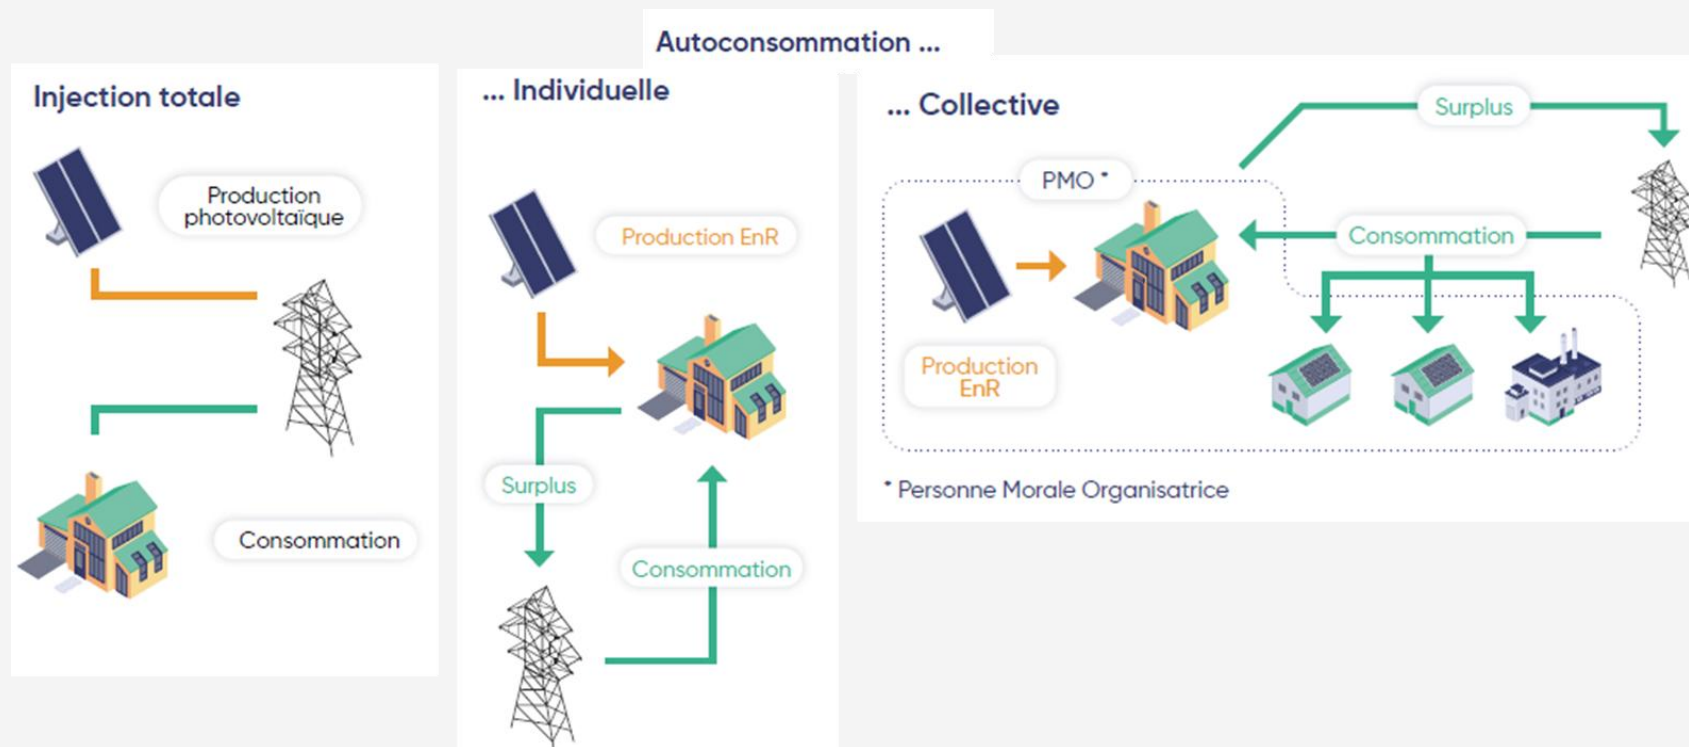 Autoconsommation ...
Injection totale
Production
photovoltaïque
Consommation
... Individuelle
Production EnR
Surplus
Consommation
... Collective
Surplus
PMO *
Consommation
Production
EnR
* Personne Morale Organisatrice